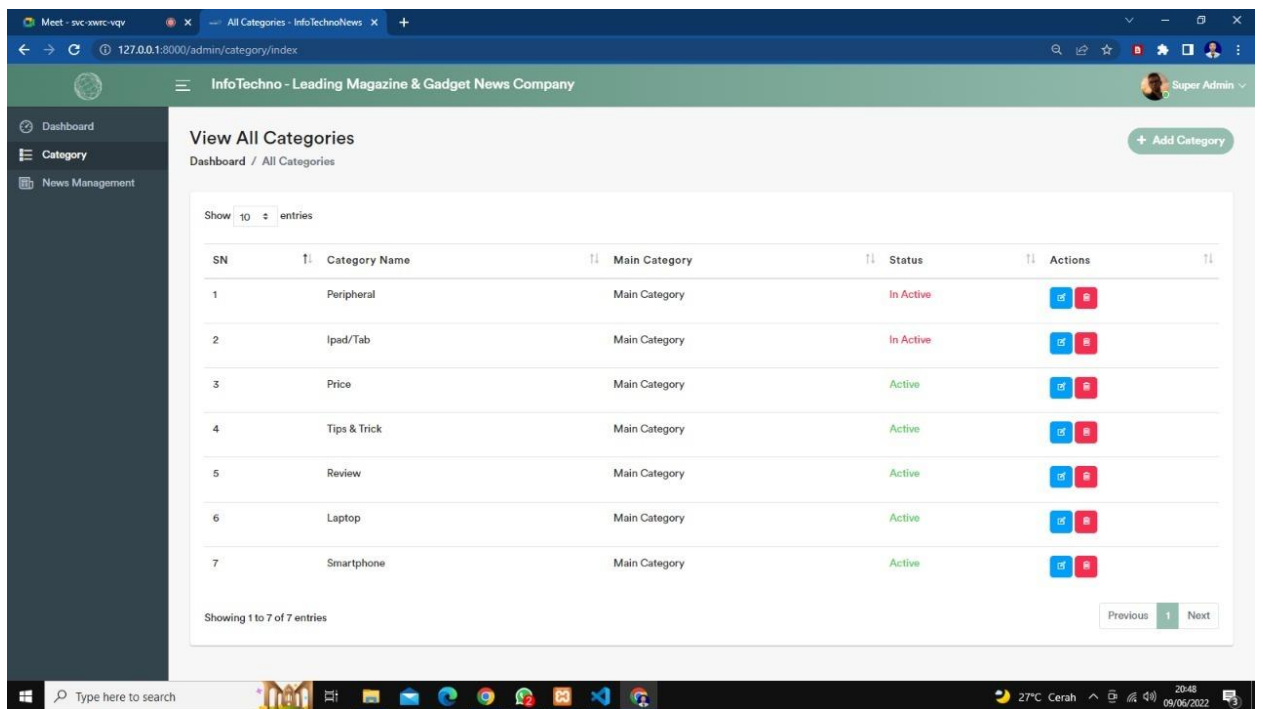 Meet - svc-xwrc-vqv All Categories - InfoTechnoNews
127.0.0.1:8000/admin/category/index
InfoTechno - Leading Magazine & Gadget News Company Super Admin
Dashboard
Category
News Management
View All Categories
Dashboard / All Categories
+ Add Category
Show 10 entries
SN Category Name Main Category Status Actions
1 Peripheral Main Category In Active
2 Ipad/Tab Main Category In Active
3 Price Main Category Active
4 Tips & Trick Main Category Active
5 Review Main Category Active
6 Laptop Main Category Active
7 Smartphone Main Category Active
Showing 1 to 7 of 7 entries
Previous 1 Next
Type here to search
27°C Cerah
20:48
09/06/2022
3